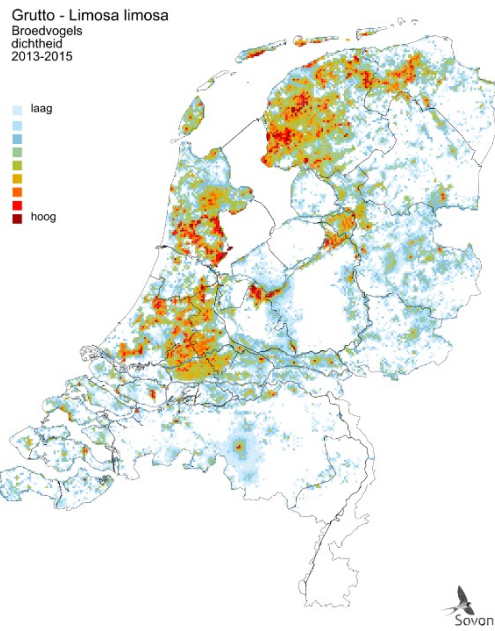 Grutto - Limosa limosa
Broedvogels
dichtheid
2013-2015
laag
hoog
Sovon